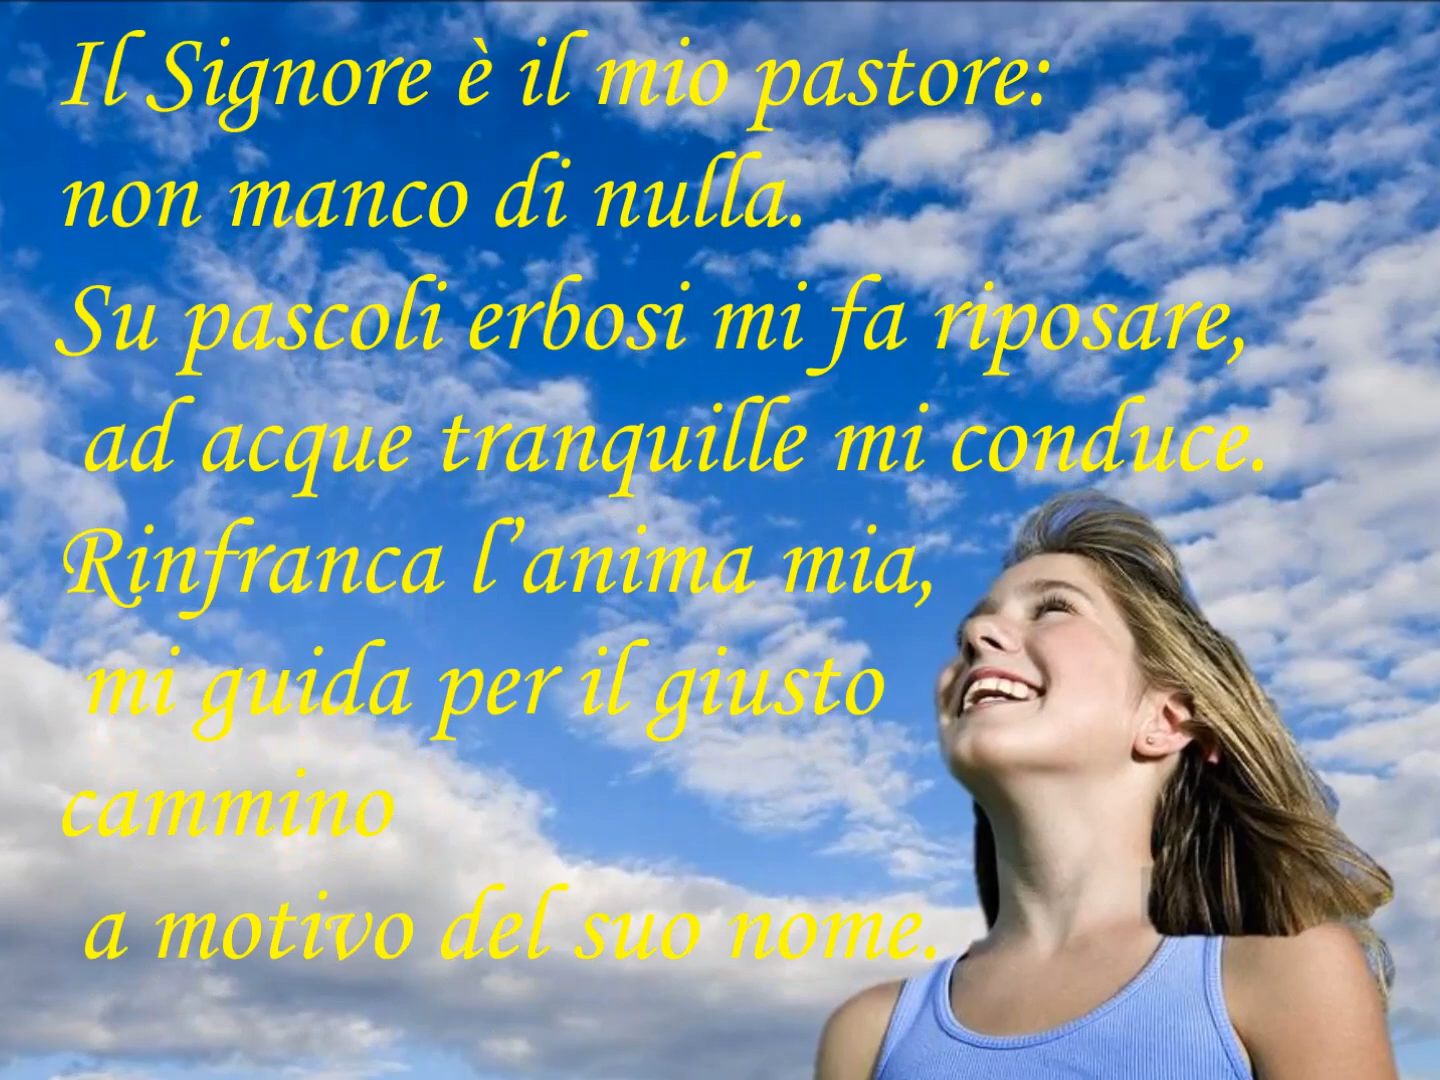 Il Signore è il mio pastore:
non manco di nulla.
Su pascoli erbosi mi fa riposare,
ad acque tranquille mi conduce.
Rinfranca l’anima mia,
mi guida per il giusto
cammino
a motivo del suo nome.